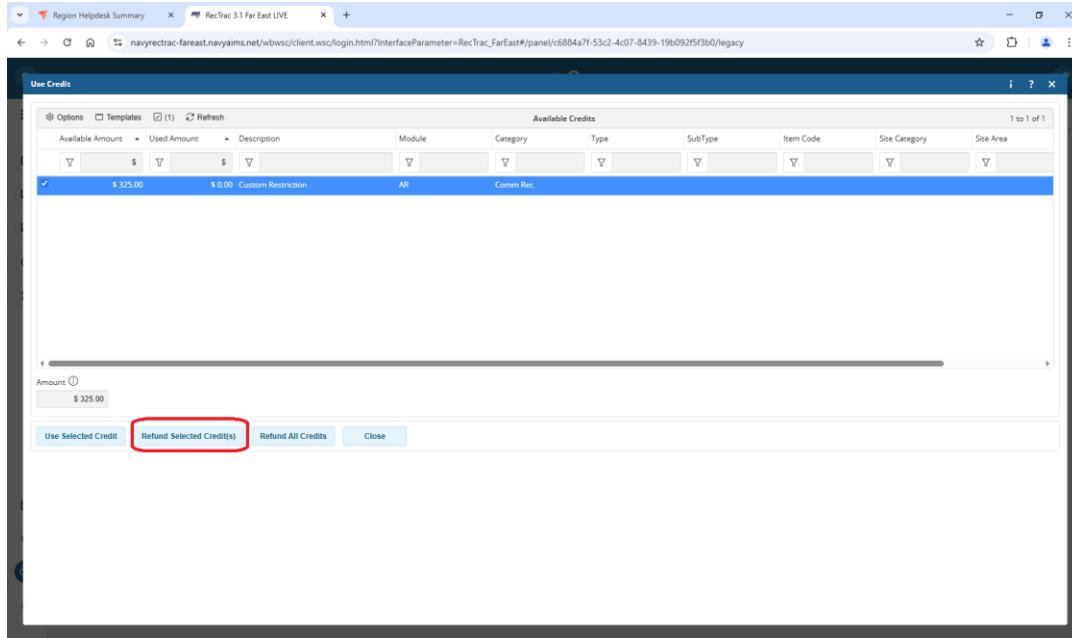 Region Helpdesk Summary
RecTrac 3.1 Far East LIVE
navyrectrac-fareast.navyaims.net/wbwsc/client.wsc/login.html?InterfaceParameter=RecTrac_FarEast#/panel/c6884a7f-53c2-4c07-8439-19b092f5f3b0/legacy
Use Credit
Options Templates (1) Refresh Available Credits 1 to 1 of 1
Available Amount Used Amount Description Module Category Type SubType Item Code Site Category Site Area
$ $
$ 325.00 $ 0.00 Custom Restriction AR Comm Rec
Amount
$ 325.00
Use Selected Credit Refund Selected Credit(s) Refund All Credits Close